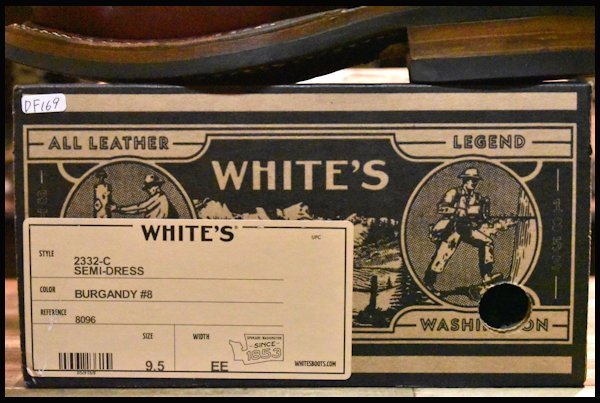 DF169
ALL LEATHER
LEGEND
WHITE'S
WHITE'S®
UPC
STYLE
2332-C
SEMI-DRESS
COLOR
BURGANDY #8
REFERENCE
8096
SIZE
9.5
WIDTH
EE
SPOKANE, WASHINGTON
SINCE
1853
WHITESBOOTS.COM